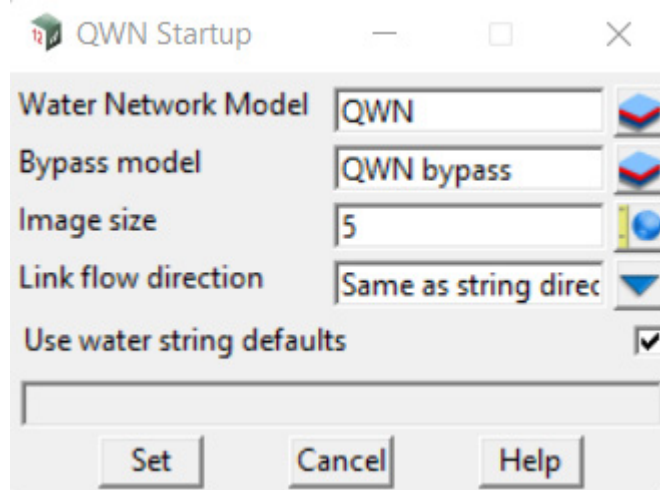 QWN Startup
Water Network Model QWN
Bypass model QWN bypass
Image size 5
Link flow direction Same as string direc
Use water string defaults
Set Cancel Help